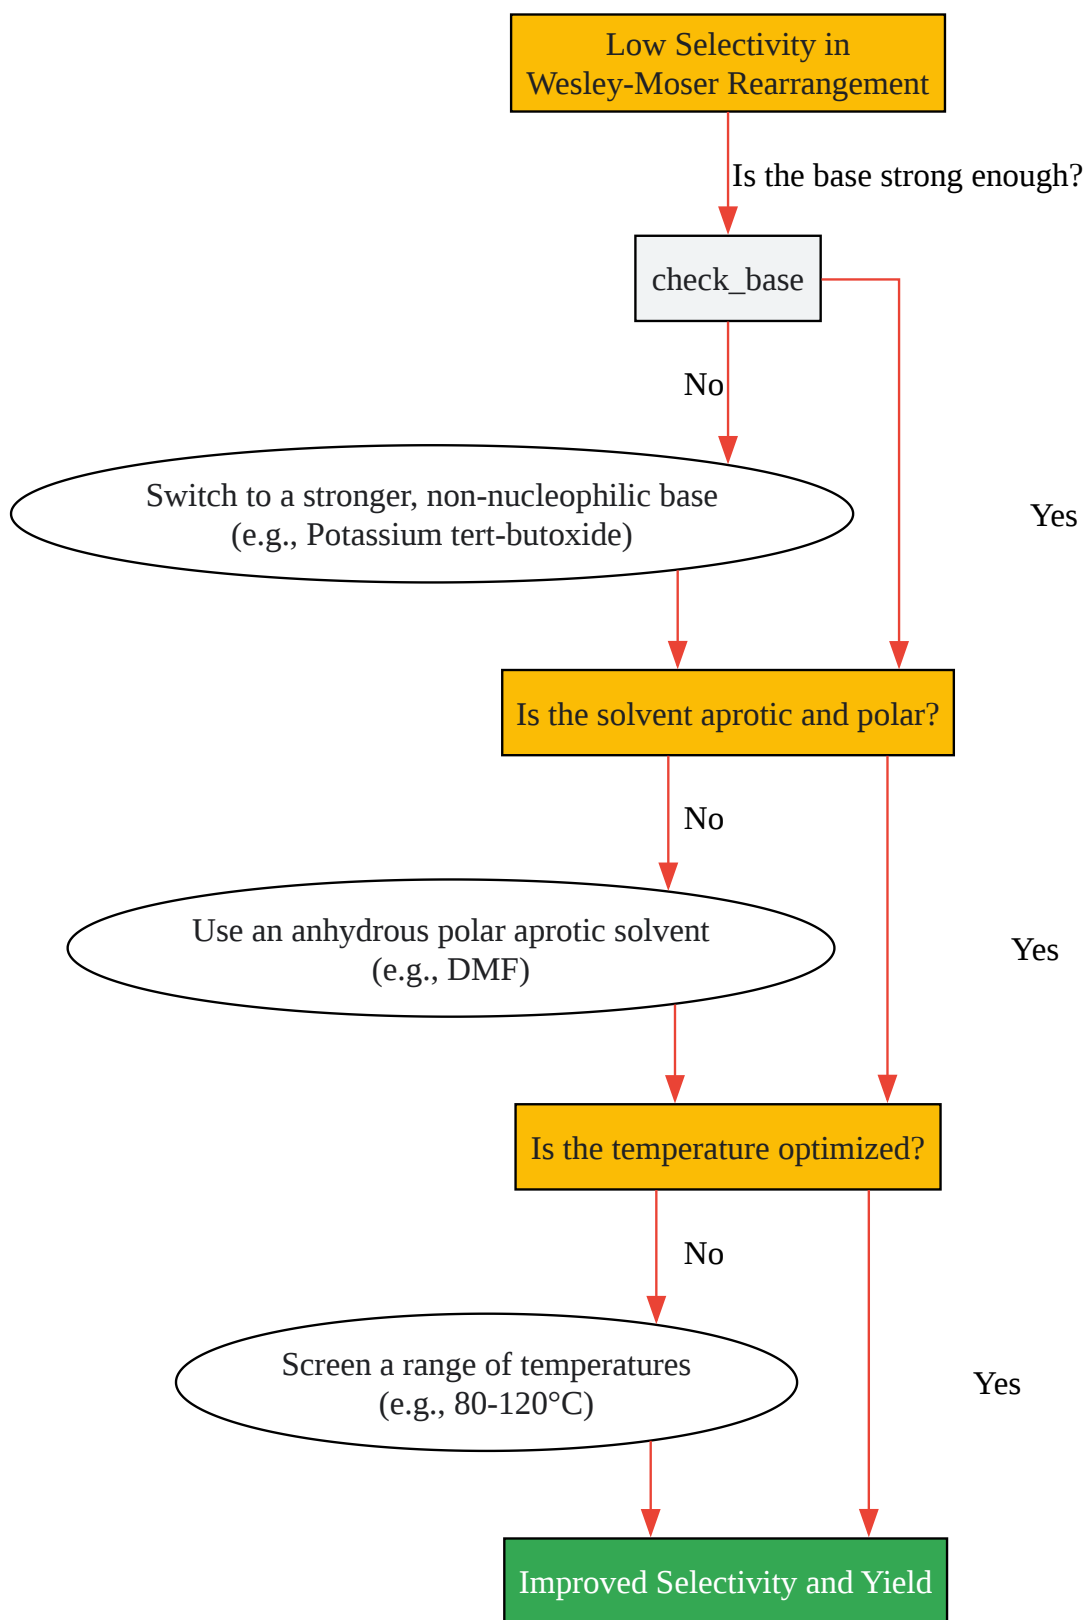 Low Selectivity in
Wesley-Moser Rearrangement
Is the base strong enough?
check_base
No
Switch to a stronger, non-nucleophilic base
(e.g., Potassium tert-butoxide)
Yes
Is the solvent aprotic and polar?
No
Use an anhydrous polar aprotic solvent
(e.g., DMF)
Yes
Is the temperature optimized?
No
Screen a range of temperatures
(e.g., 80-120°C)
Yes
Improved Selectivity and Yield